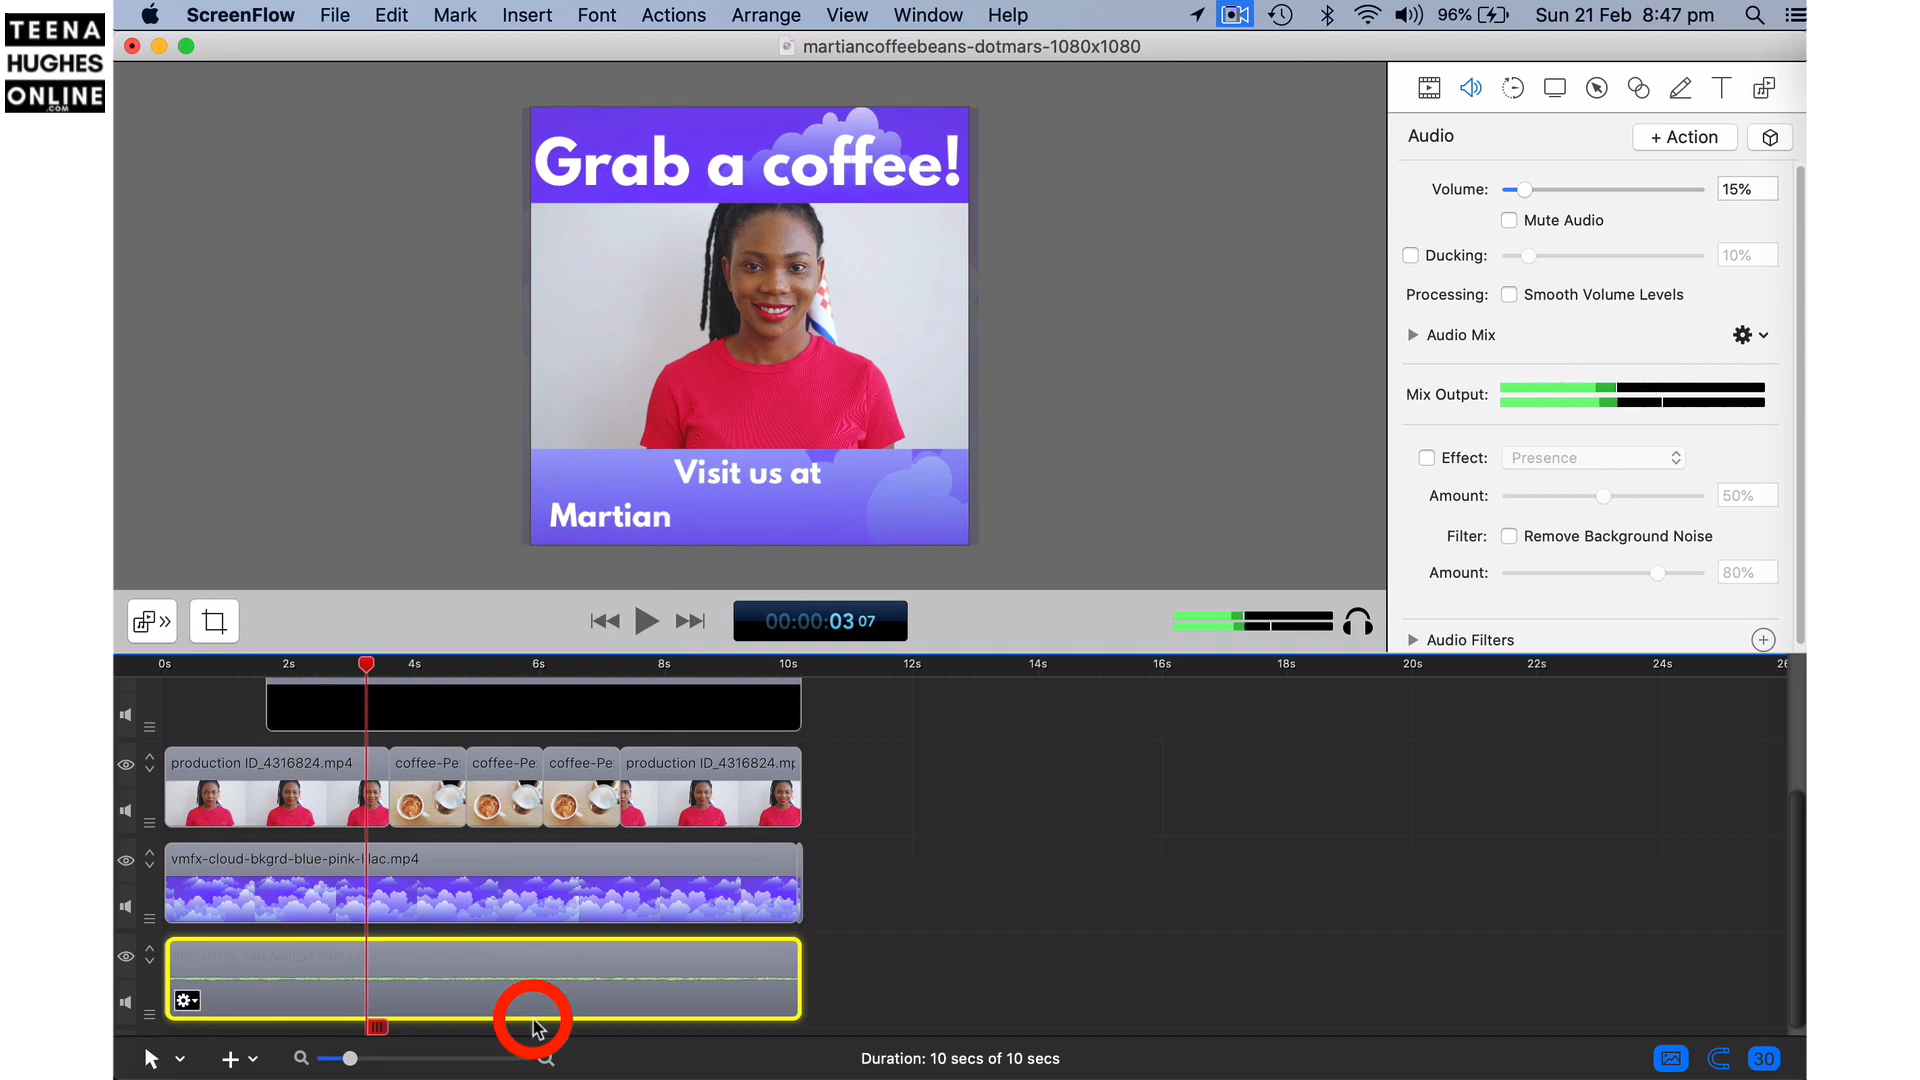 TEENA
HUGHES
ONLINE
.COM
ScreenFlow File Edit Mark Insert Font Actions Arrange View Window Help
96% Sun 21 Feb 8:47 pm
martiancoffeebeans-dotmars-1080x1080
Grab a coffee!
Visit us at
Martian
Audio
+ Action
Volume: 15%
Mute Audio
Ducking: 10%
Processing: Smooth Volume Levels
Audio Mix
Mix Output:
Effect: Presence
Amount: 50%
Filter: Remove Background Noise
Amount: 80%
Audio Filters
00:00:03 07
0s 2s 4s 6s 8s 10s 12s 14s 16s 18s 20s 22s 24s 26
production ID_4316824.mp4 coffee-Pe coffee-Pe coffee-Pe production ID_4316824.mp
vmfx-cloud-bkgrd-blue-pink-lilac.mp4
Duration: 10 secs of 10 secs
30